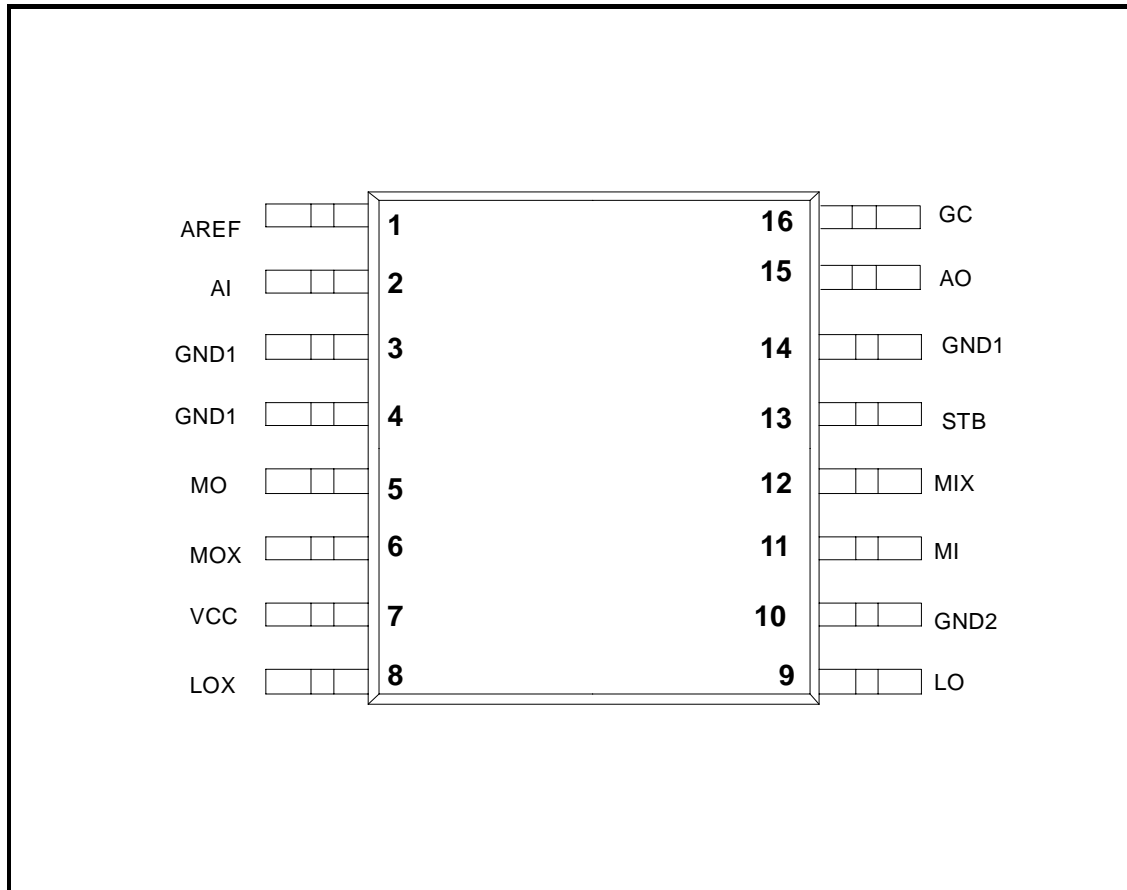 AREF 1 16 GC
AI 2 15 AO
GND1 3 14 GND1
GND1 4 13 STB
MO 5 12 MIX
MOX 6 11 MI
VCC 7 10 GND2
LOX 8 9 LO